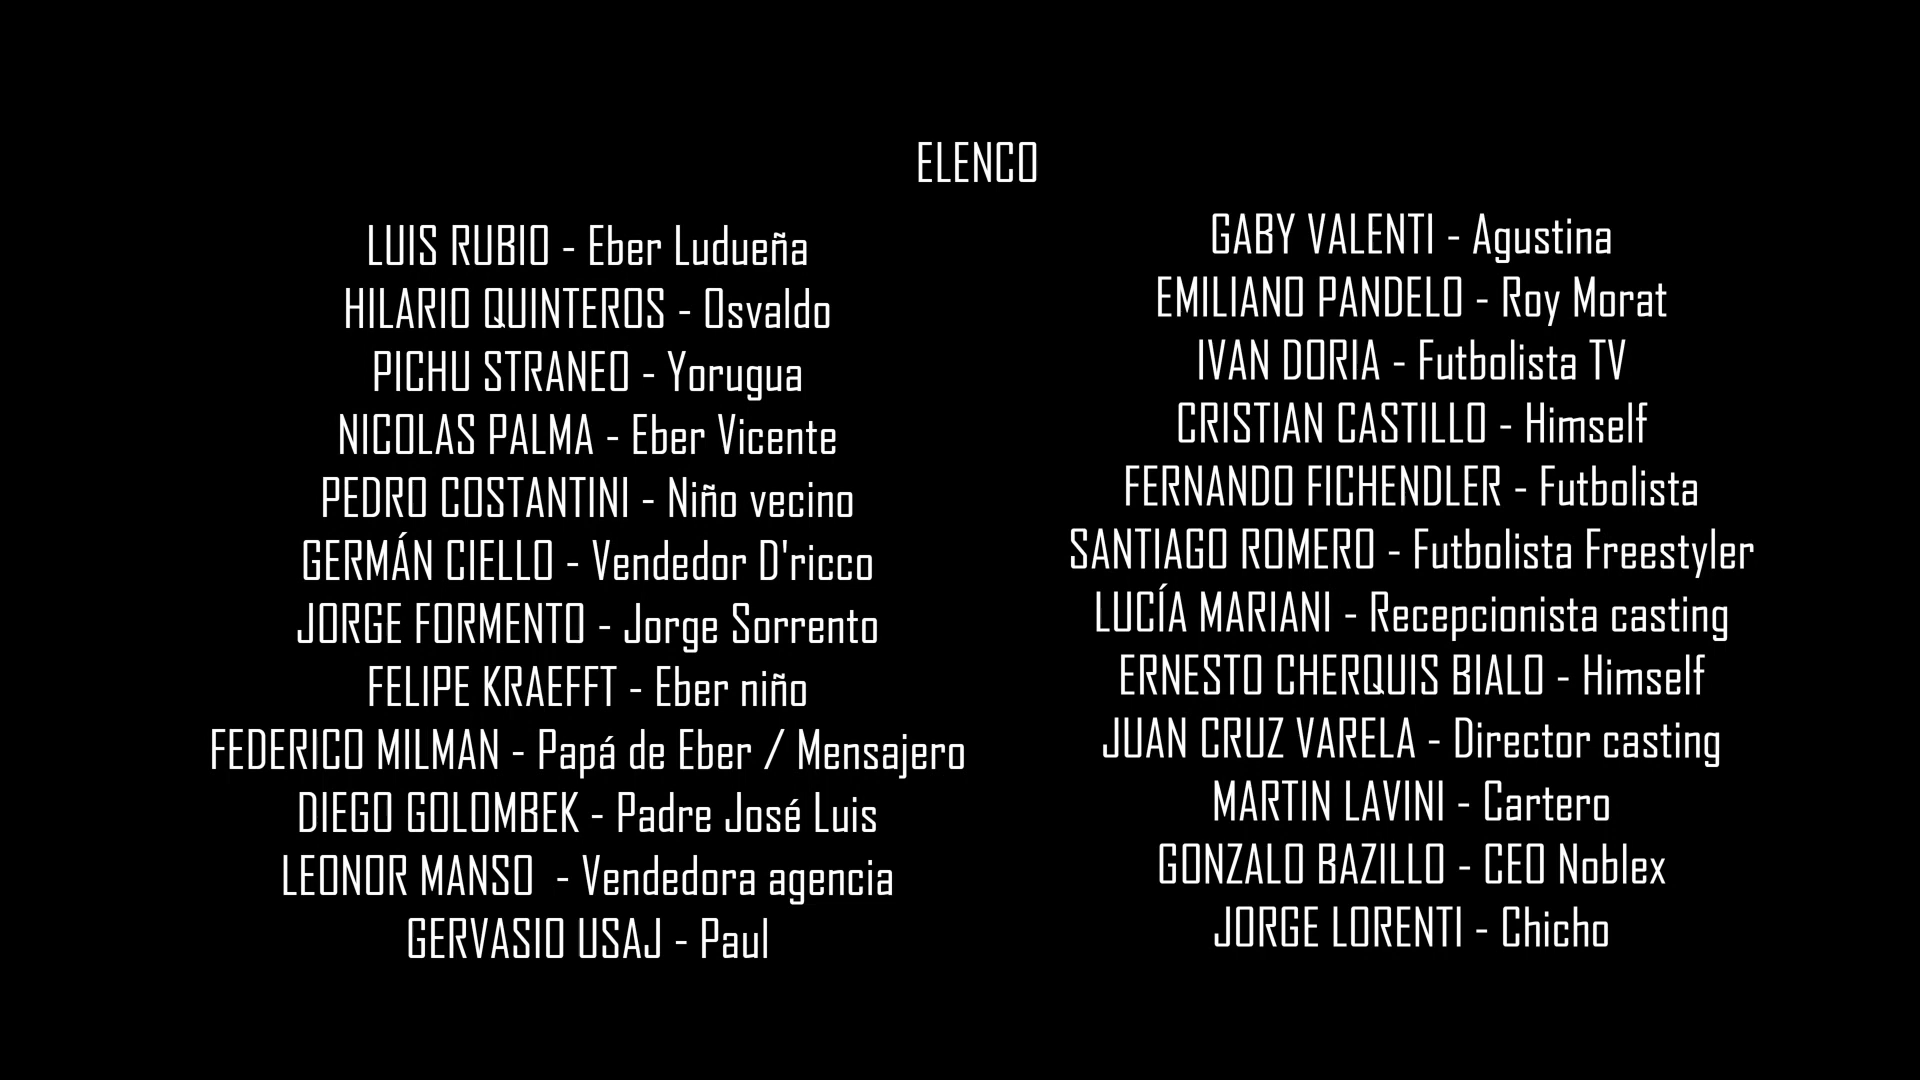 ELENCO
LUIS RUBIO - Eber Ludueña
HILARIO QUINTEROS - Osvaldo
PICHU STRANEO - Yorugua
NICOLAS PALMA - Eber Vicente
PEDRO COSTANTINI - Niño vecino
GERMÁN CIELLO - Vendedor D'ricco
JORGE FORMENTO - Jorge Sorrento
FELIPE KRAEFFT - Eber niño
FEDERICO MILMAN - Papá de Eber / Mensajero
DIEGO GOLOMBEK - Padre José Luis
LEONOR MANSO - Vendedora agencia
GERVASIO USAJ - Paul
GABY VALENTI - Agustina
EMILIANO PANDELO - Roy Morat
IVAN DORIA - Futbolista TV
CRISTIAN CASTILLO - Himself
FERNANDO FICHENDLER - Futbolista
SANTIAGO ROMERO - Futbolista Freestyler
LUCÍA MARIANI - Recepcionista casting
ERNESTO CHERQUIS BIALO - Himself
JUAN CRUZ VARELA - Director casting
MARTIN LAVINI - Cartero
GONZALO BAZILLO - CEO Noblex
JORGE LORENTI - Chicho